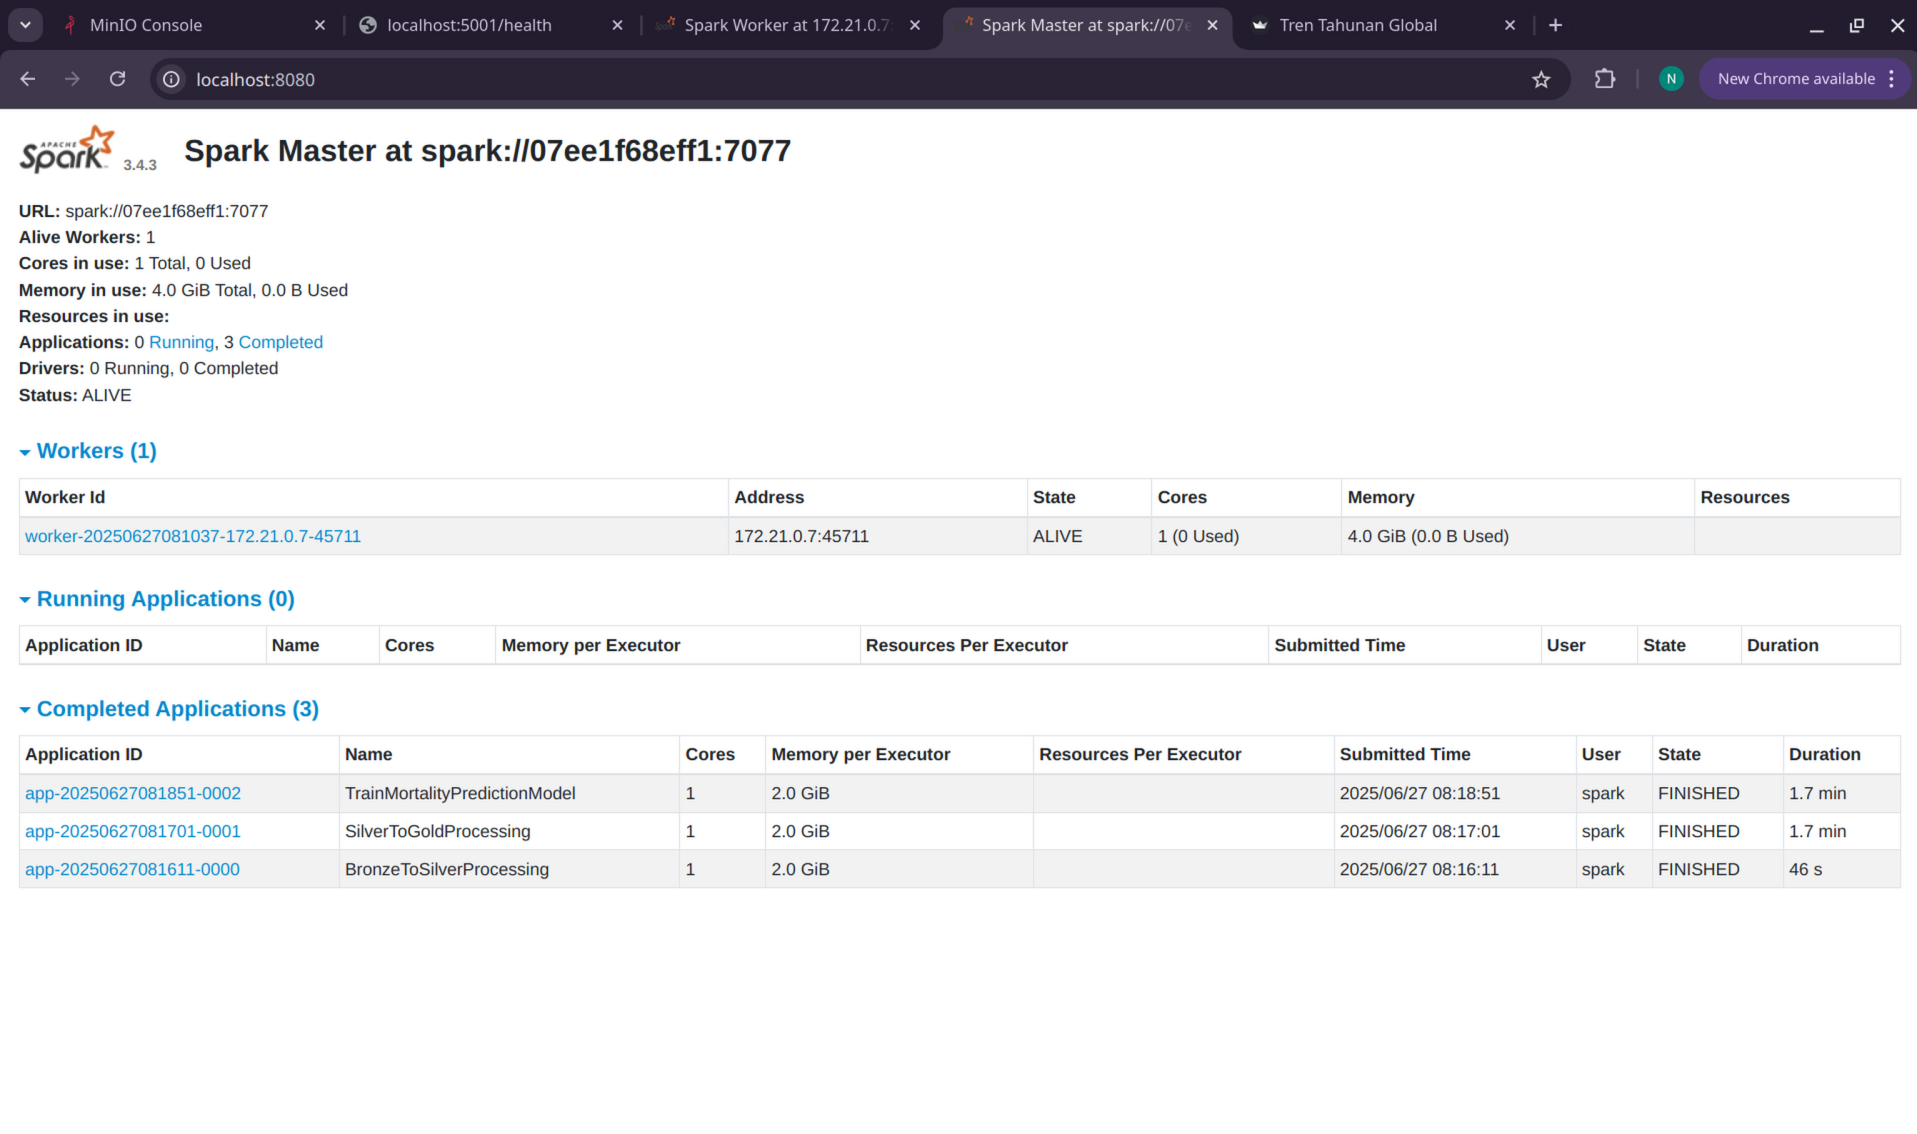 MinIO Console
localhost:5001/health
Spark Worker at 172.21.0.7:
Spark Master at spark://07e
Tren Tahunan Global
localhost:8080
N
New Chrome available
APACHE
Spark 3.4.3
Spark Master at spark://07ee1f68eff1:7077
URL: spark://07ee1f68eff1:7077
Alive Workers: 1
Cores in use: 1 Total, 0 Used
Memory in use: 4.0 GiB Total, 0.0 B Used
Resources in use:
Applications: 0 Running, 3 Completed
Drivers: 0 Running, 0 Completed
Status: ALIVE
Workers (1)
Worker Id Address State Cores Memory Resources
worker-20250627081037-172.21.0.7-45711 172.21.0.7:45711 ALIVE 1 (0 Used) 4.0 GiB (0.0 B Used)
Running Applications (0)
Application ID Name Cores Memory per Executor Resources Per Executor Submitted Time User State Duration
Completed Applications (3)
Application ID Name Cores Memory per Executor Resources Per Executor Submitted Time User State Duration
app-20250627081851-0002 TrainMortalityPredictionModel 1 2.0 GiB 2025/06/27 08:18:51 spark FINISHED 1.7 min
app-20250627081701-0001 SilverToGoldProcessing 1 2.0 GiB 2025/06/27 08:17:01 spark FINISHED 1.7 min
app-20250627081611-0000 BronzeToSilverProcessing 1 2.0 GiB 2025/06/27 08:16:11 spark FINISHED 46 s